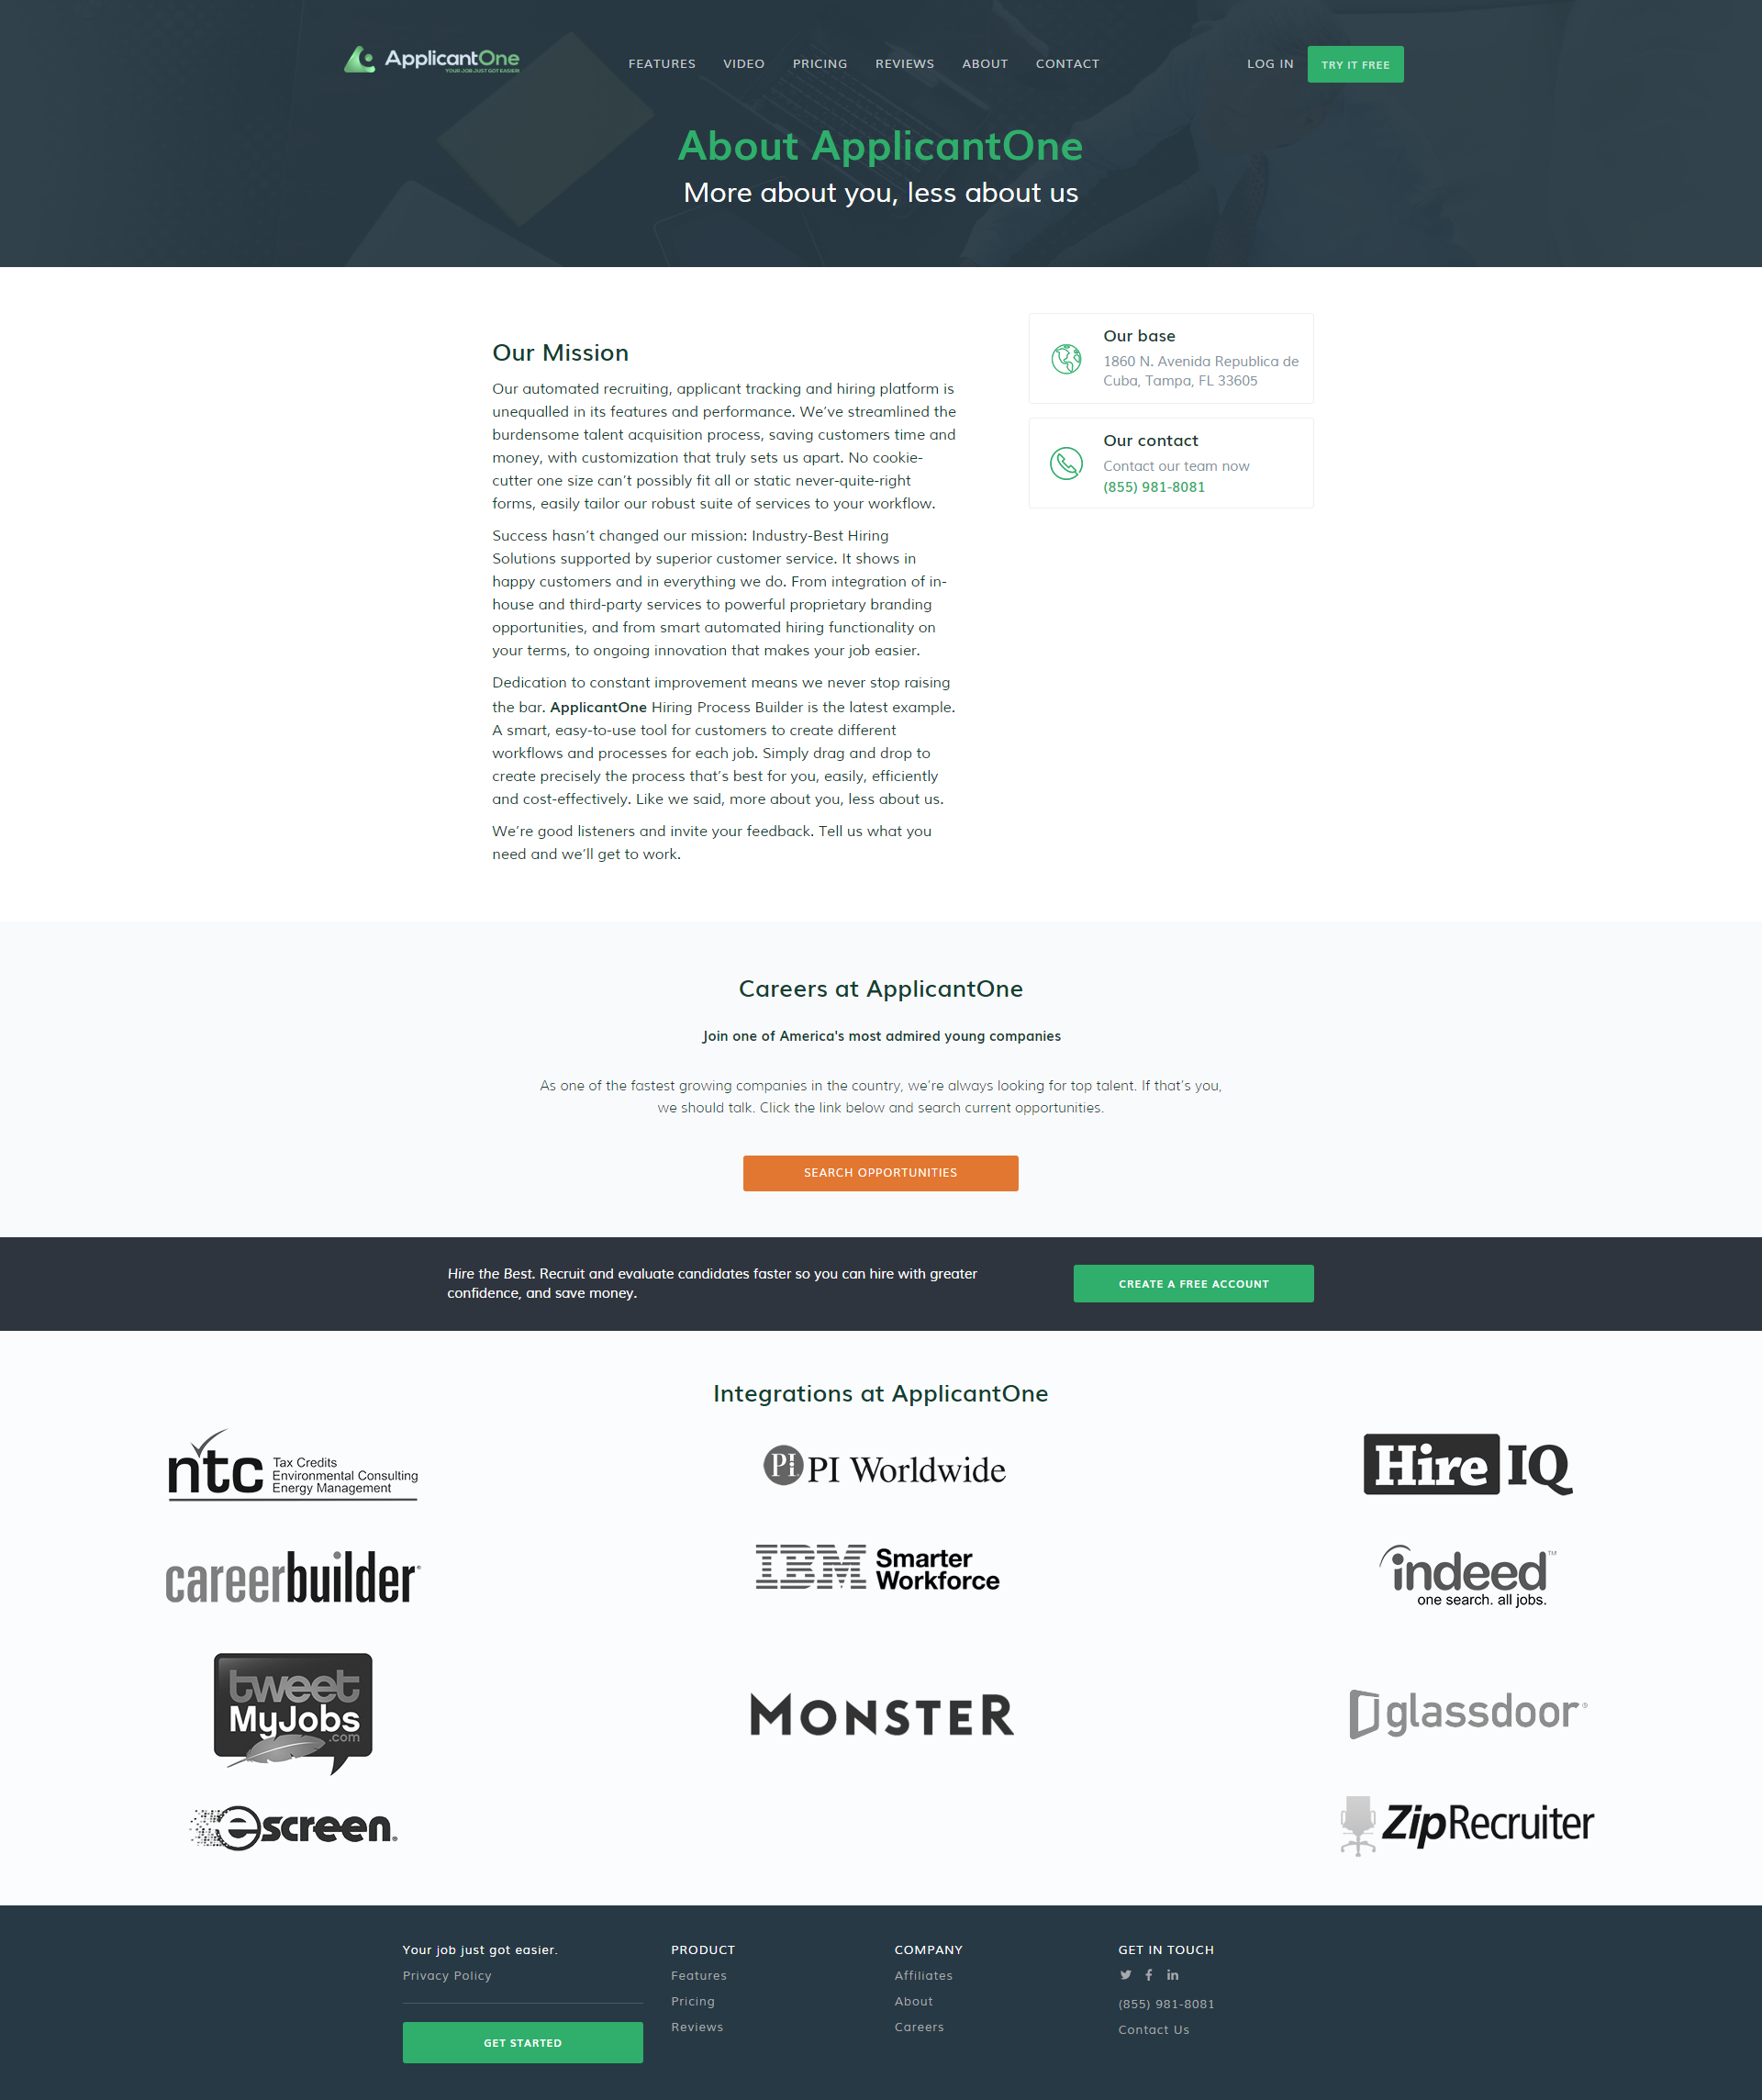 ApplicantOne
YOUR JOB JUST GOT EASIER!
FEATURES
VIDEO
PRICING
REVIEWS
ABOUT
CONTACT
LOG IN
TRY IT FREE
About ApplicantOne
More about you, less about us
Our Mission
Our automated recruiting, applicant tracking and hiring platform is
unequalled in its features and performance. We’ve streamlined the
burdensome talent acquisition process, saving customers time and
money, with customization that truly sets us apart. No cookie-
cutter one size can’t possibly fit all or static never-quite-right
forms, easily tailor our robust suite of services to your workflow.
Success hasn’t changed our mission: Industry-Best Hiring
Solutions supported by superior customer service. It shows in
happy customers and in everything we do. From integration of in-
house and third-party services to powerful proprietary branding
opportunities, and from smart automated hiring functionality on
your terms, to ongoing innovation that makes your job easier.
Dedication to constant improvement means we never stop raising
the bar. ApplicantOne Hiring Process Builder is the latest example.
A smart, easy-to-use tool for customers to create different
workflows and processes for each job. Simply drag and drop to
create precisely the process that’s best for you, easily, efficiently
and cost-effectively. Like we said, more about you, less about us.
We’re good listeners and invite your feedback. Tell us what you
need and we’ll get to work.
Our base
1860 N. Avenida Republica de
Cuba, Tampa, FL 33605
Our contact
Contact our team now
(855) 981-8081
Careers at ApplicantOne
Join one of America's most admired young companies
As one of the fastest growing companies in the country, we’re always looking for top talent. If that’s you,
we should talk. Click the link below and search current opportunities.
SEARCH OPPORTUNITIES
Hire the Best. Recruit and evaluate candidates faster so you can hire with greater
confidence, and save money.
CREATE A FREE ACCOUNT
Integrations at ApplicantOne
ntc
Tax Credits
Environmental Consulting
Energy Management
PI PI Worldwide
Hire IQ
careerbuilder®
IBM Smarter
Workforce
indeed™
one search. all jobs.
tweet
MyJobs
.com
MONSTER
glassdoor®
escreen®
ZipRecruiter
Your job just got easier.
Privacy Policy
GET STARTED
PRODUCT
Features
Pricing
Reviews
COMPANY
Affiliates
About
Careers
GET IN TOUCH
(855) 981-8081
Contact Us